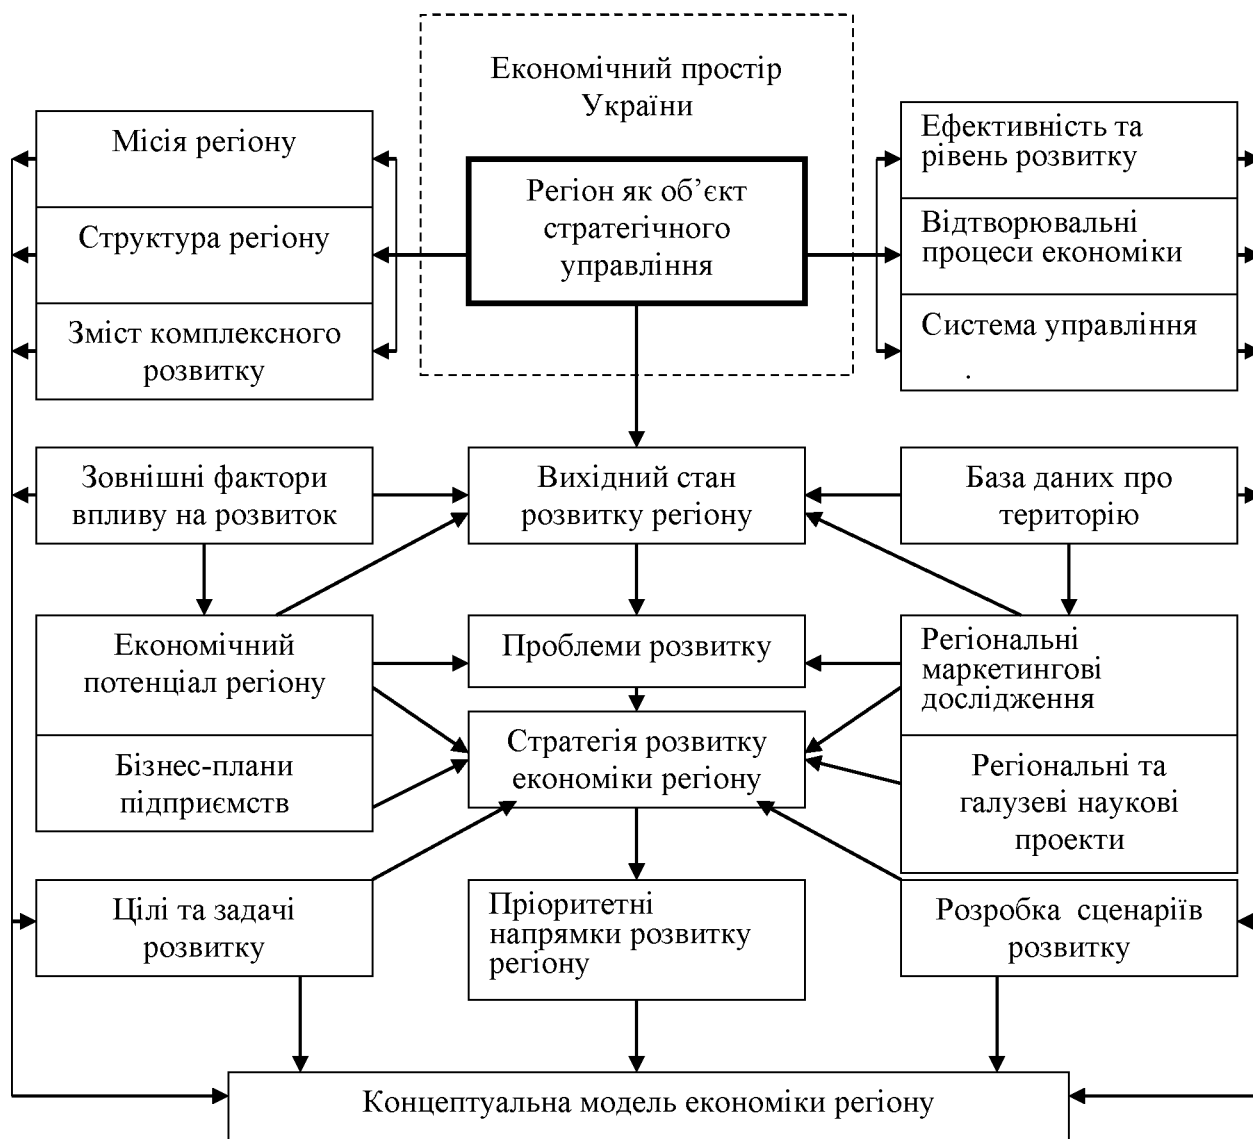 Економічний простір
України
Місія регіону
Ефективність та
рівень розвитку
Регіон як об’єкт
стратегічного
управління
Структура регіону
Відтворювальні
процеси економіки
Зміст комплексного
розвитку
Система управління
.
Зовнішні фактори
впливу на розвиток
Вихідний стан
розвитку регіону
База даних про
територію
Економічний
потенціал регіону
Проблеми розвитку
Регіональні
маркетингові
дослідження
Бізнес-плани
підприємств
Стратегія розвитку
економіки регіону
Регіональні та
галузеві наукові
проекти
Цілі та задачі
розвитку
Пріоритетні
напрямки розвитку
регіону
Розробка сценаріїв
розвитку
Концептуальна модель економіки регіону